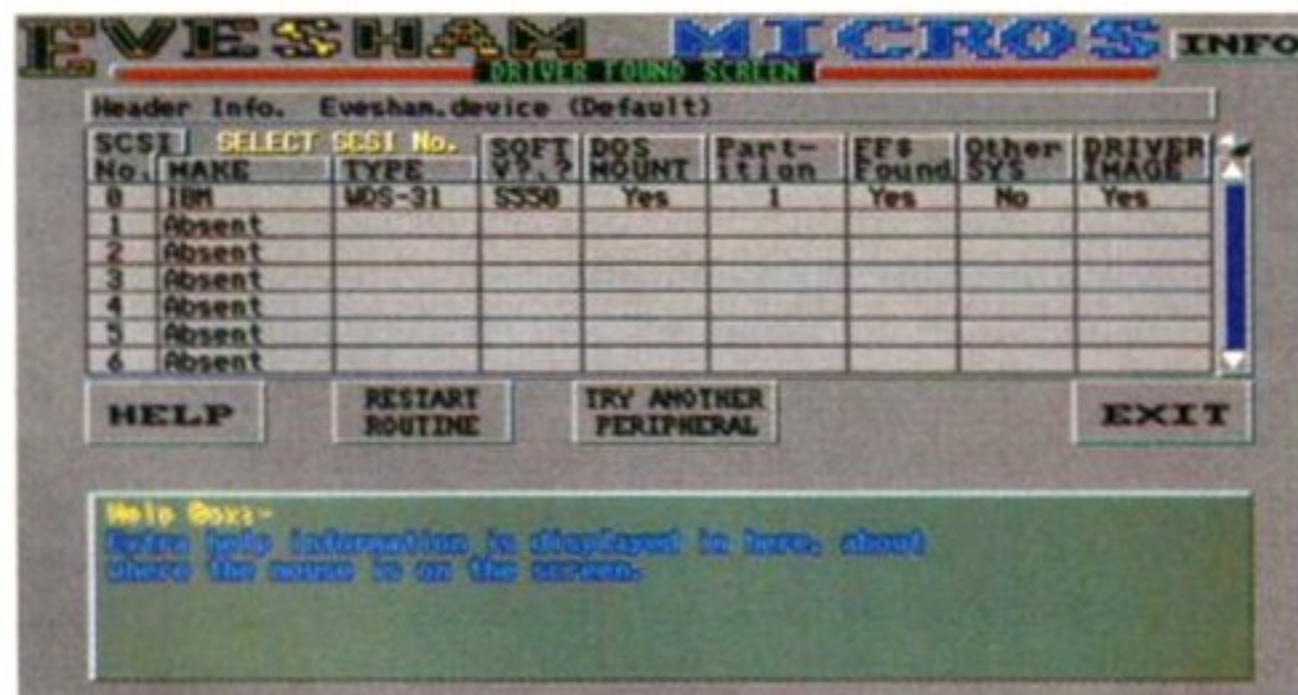 EVESHAM MICROS INFO
DRIVER FOUND SCREEN
Header Info. Evesham.device (Default)
SCSI No. SELECT SCSI No. MAKE TYPE SOFT V?.? DOS MOUNT Part-ition FFS Found Other SYS DRIVER IMAGE
0 IBM WDS-31 S550 Yes 1 Yes No Yes
1 Absent
2 Absent
3 Absent
4 Absent
5 Absent
6 Absent
HELP RESTART ROUTINE TRY ANOTHER PERIPHERAL EXIT
Help Box:-
Extra help information is displayed in here, about
where the mouse is on the screen.